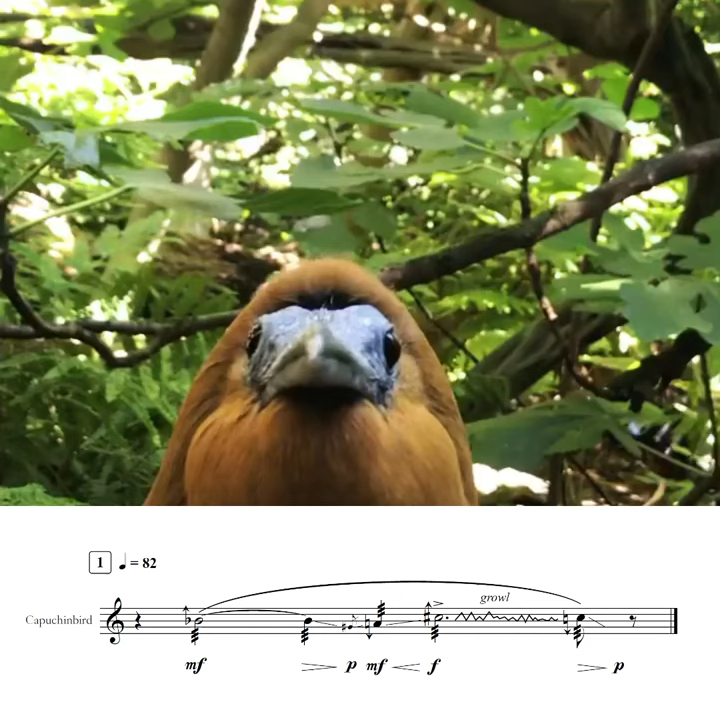 1 ♩ = 82
growl
Capuchinbird
mf p mf f p